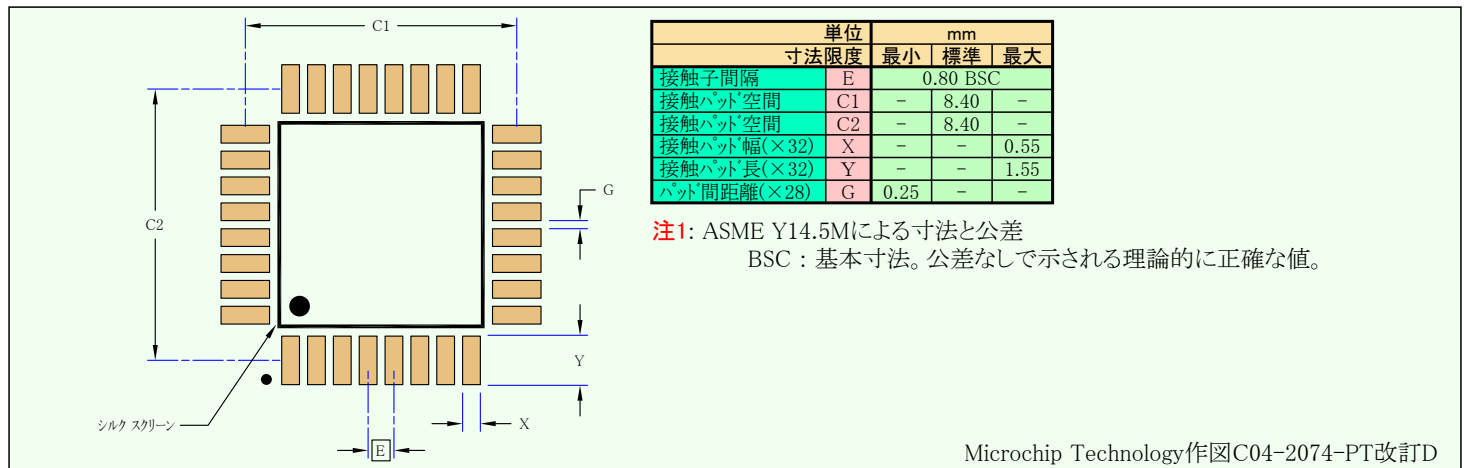 C1
C2
G
Y
X
E
シルク スクリーン
単位 mm
寸法限度 最小 標準 最大
接触子間隔 E 0.80 BSC
接触パッド空間 C1 - 8.40 -
接触パッド空間 C2 - 8.40 -
接触パッド幅(×32) X - - 0.55
接触パッド長(×32) Y - - 1.55
パッド間距離(×28) G 0.25 - -
注1: ASME Y14.5Mによる寸法と公差
BSC : 基本寸法。公差なしで示される理論的に正確な値。
Microchip Technology作図C04-2074-PT改訂D